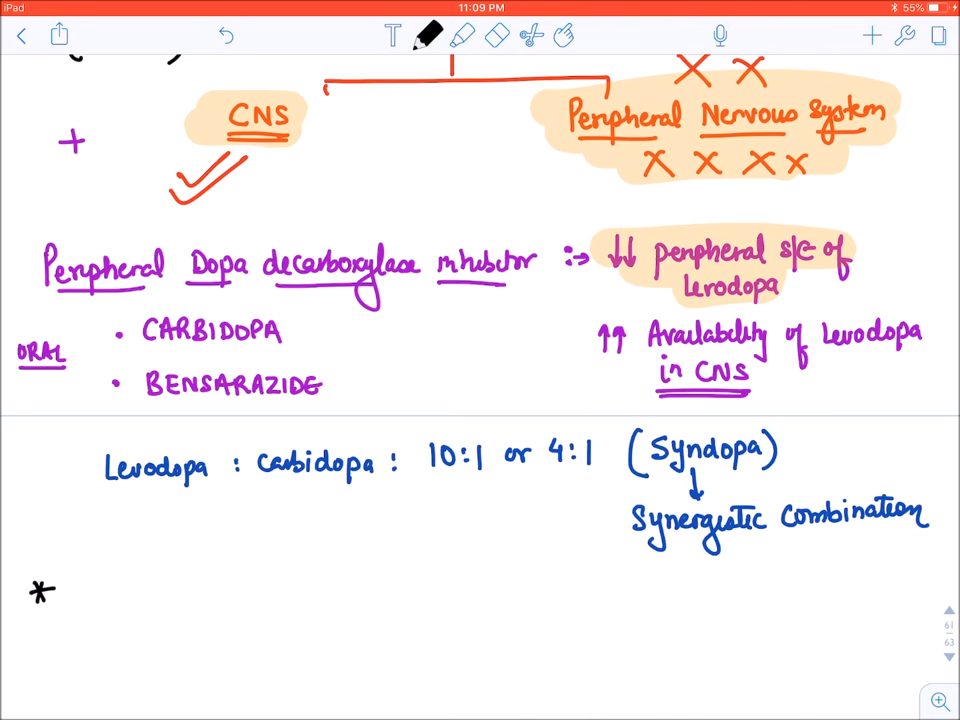 iPad
11:09 PM
55%
T
CNS
Peripheral Nervous System
+
X X
X X X X
Peripheral Dopa decarboxylase inhibitor :→ ↓↓ peripheral s/e of
Levodopa
ORAL
• CARBIDOPA
• BENSARAZIDE
↑↑ Availability of Levodopa
in CNS
Levodopa : carbidopa : 10:1 or 4:1 (Syndopa)
↓
Synergistic combination
*
61
63